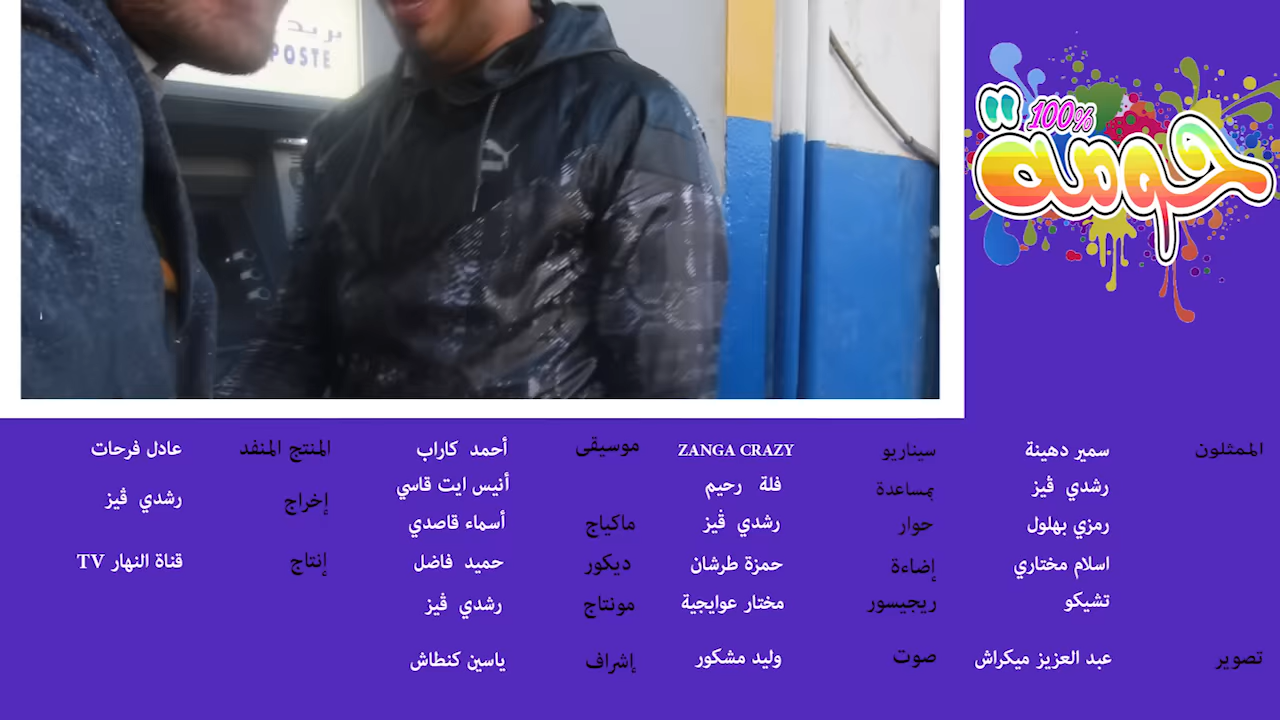 بريد
POSTE
100%
حومة
الممثلون سمير دهينة
رشدي ڤيز
رمزي بهلول
اسلام مختاري
تشيكو
تصوير عبد العزيز ميكراش
سيناريو ZANGA CRAZY
بمساعدة فلة رحيم
حوار رشدي ڤيز
إضاءة حمزة طرشان
ريجيسور مختار عوايجية
صوت وليد مشكور
موسيقى أحمد كاراب
أنيس ايت قاسي
ماكياج أسماء قاصدي
ديكور حميد فاضل
مونتاج رشدي ڤيز
إشراف ياسين كنطاش
المنتج المنفد عادل فرحات
إخراج رشدي ڤيز
إنتاج قناة النهار TV